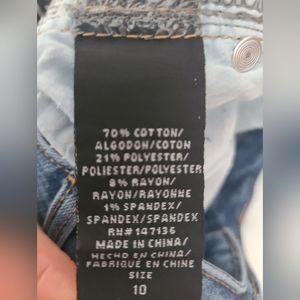 70% COTTON/
ALGODON/COTON
21% POLYESTER/
POLIESTER/POLYESTER
8% RAYON/
RAYON/RAYONNE
1% SPANDEX/
SPANDEX/SPANDEX
RN#147136
MADE IN CHINA/
HECHO EN CHINA/
FABRIQUÉ EN CHINE
SIZE
10